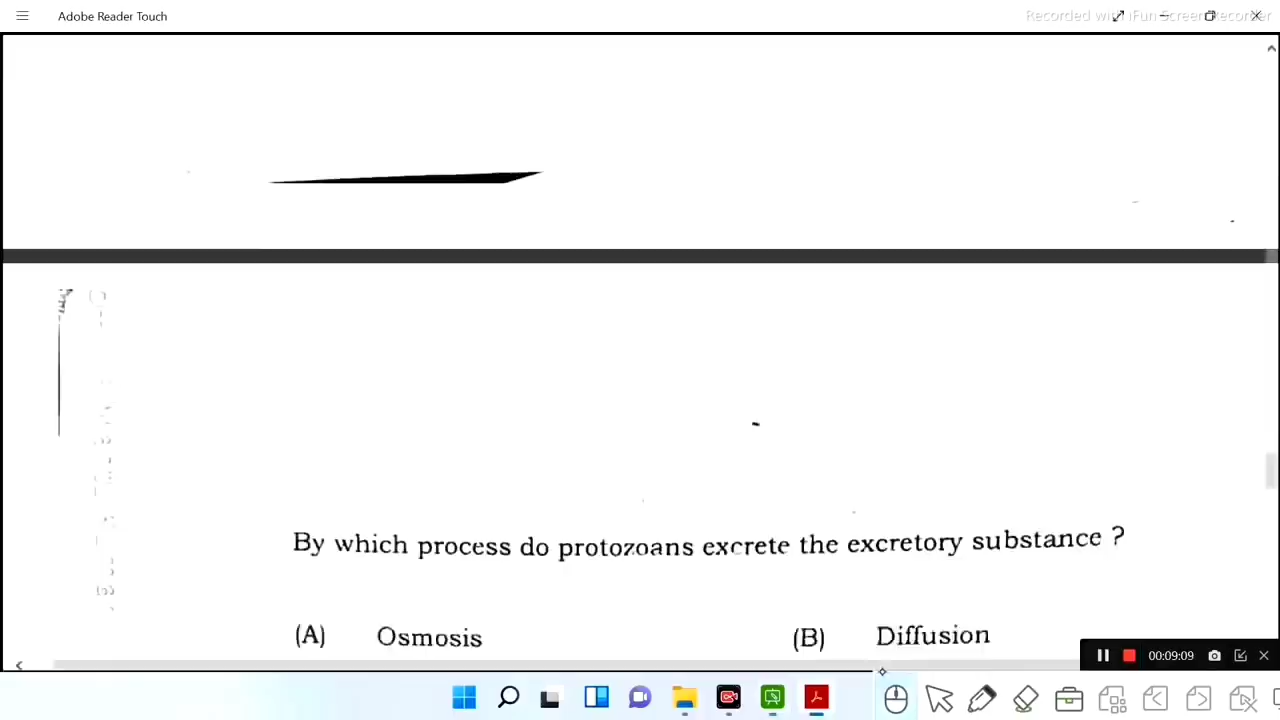 Adobe Reader Touch
Recorded with iFun Screen Recorder
By which process do protozoans excrete the excretory substance ?
(A) Osmosis (B) Diffusion
00:09:09